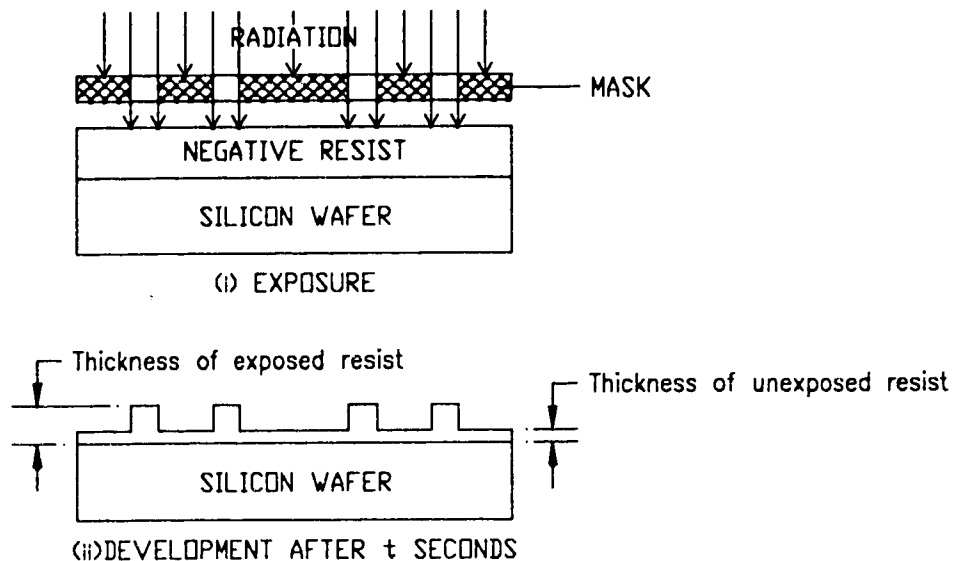 RADIATION
MASK
NEGATIVE RESIST
SILICON WAFER
(i) EXPOSURE
Thickness of exposed resist
Thickness of unexposed resist
SILICON WAFER
(ii)DEVELOPMENT AFTER t SECONDS